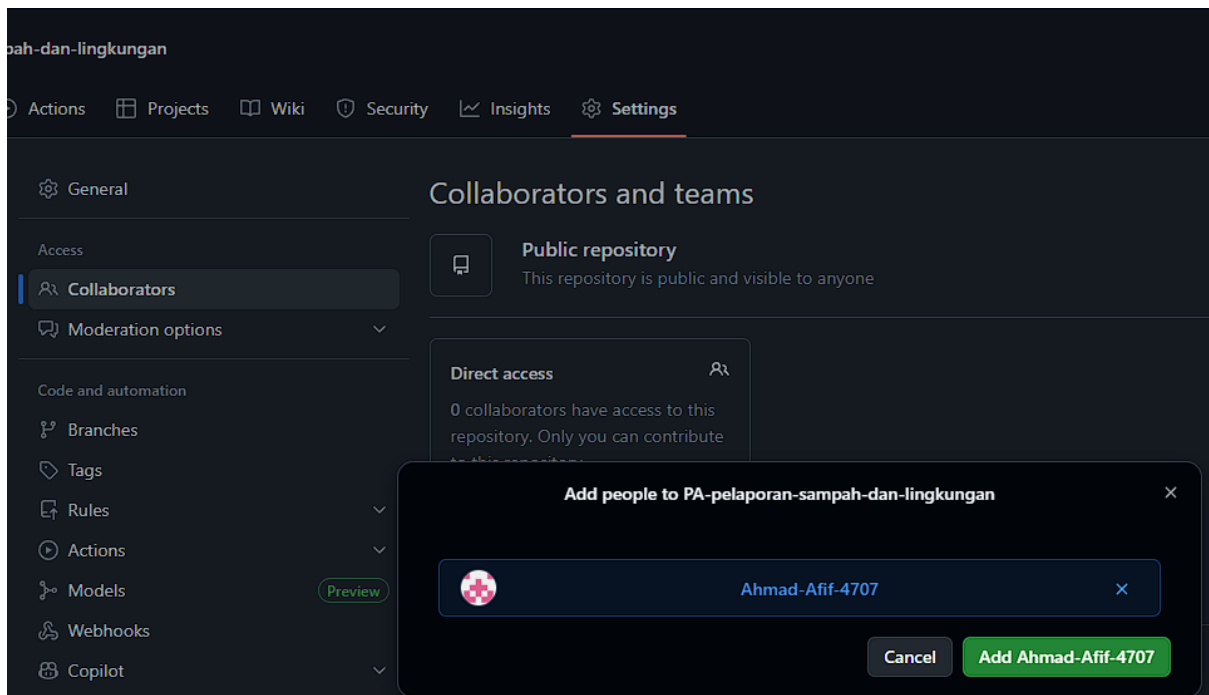 pah-dan-lingkungan
Actions Projects Wiki Security Insights Settings
General
Access
Collaborators
Moderation options
Code and automation
Branches
Tags
Rules
Actions
Models Preview
Webhooks
Copilot
Collaborators and teams
Public repository
This repository is public and visible to anyone
Direct access
0 collaborators have access to this
repository. Only you can contribute
to this repository.
Add people to PA-pelaporan-sampah-dan-lingkungan
Ahmad-Afif-4707
Cancel Add Ahmad-Afif-4707